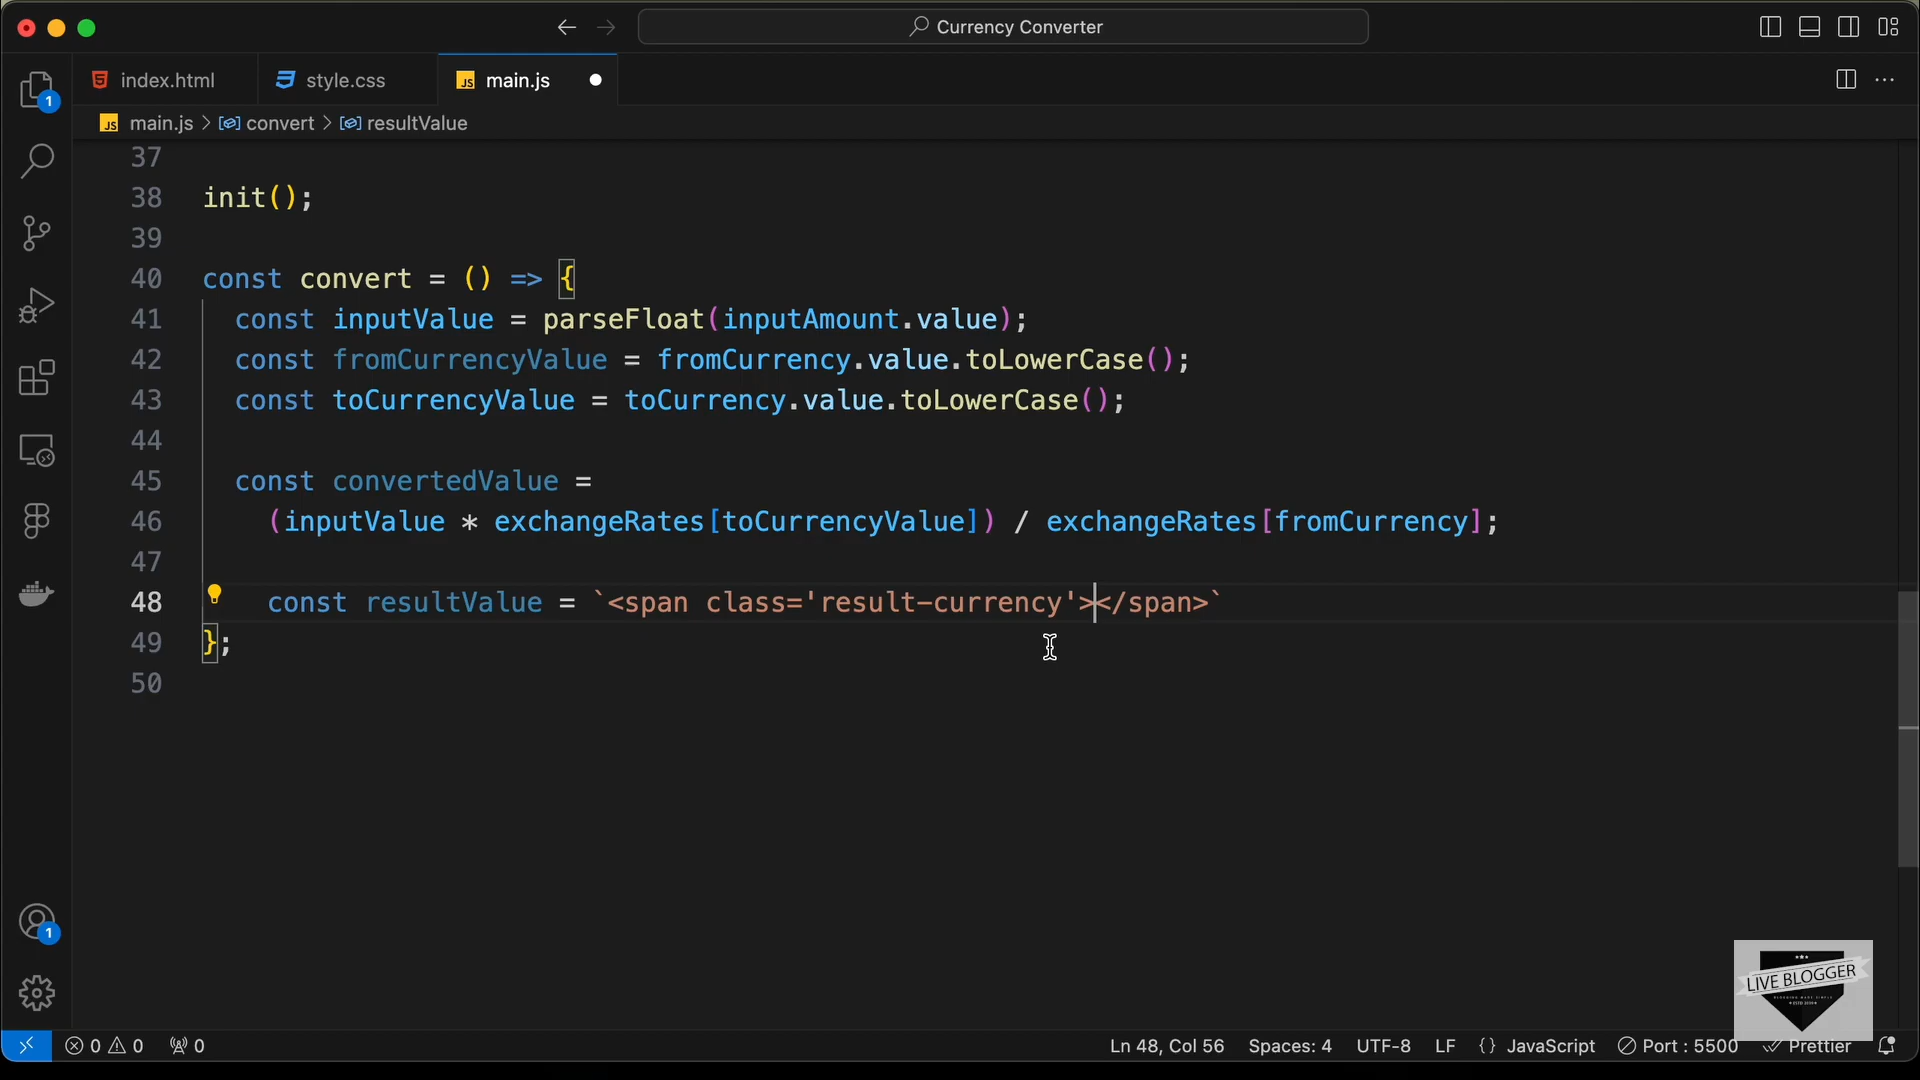 Currency Converter
index.html
style.css
JS main.js
JS main.js > convert > resultValue
1
37
38 init();
39
40 const convert = () => {
41 const inputValue = parseFloat(inputAmount.value);
42 const fromCurrencyValue = fromCurrency.value.toLowerCase();
43 const toCurrencyValue = toCurrency.value.toLowerCase();
44
45 const convertedValue =
46 (inputValue * exchangeRates[toCurrencyValue]) / exchangeRates[fromCurrency];
47
48 const resultValue = `<span class='result-currency'></span>`
49 };
50
1
LIVE BLOGGER
0 0 0
Ln 48, Col 56 Spaces: 4 UTF-8 LF {} JavaScript Port : 5500 Prettier